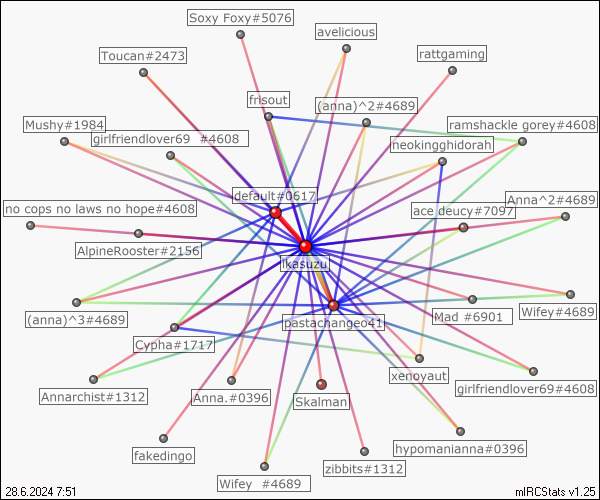 Soxy Foxy#5076
avelicious
rattgaming
Toucan#2473
frisout
(anna)^2#4689
Mushy#1984
girlfriendlover69 #4608
ramshackle gorey#4608
neokingghidorah
default#0617
Anna^2#4689
no cops no laws no hope#4608
ace deucy#7097
AlpineRooster#2156
ikasuzu
(anna)^3#4689
pastachangeo41
Mad #6901
Wifey#4689
Cypha#1717
xenoyaut
girlfriendlover69#4608
Annarchist#1312
Anna.#0396
Skalman
fakedingo
hypomanianna#0396
zibbits#1312
Wifey #4689
28.6.2024 7:51
mIRCStats v1.25